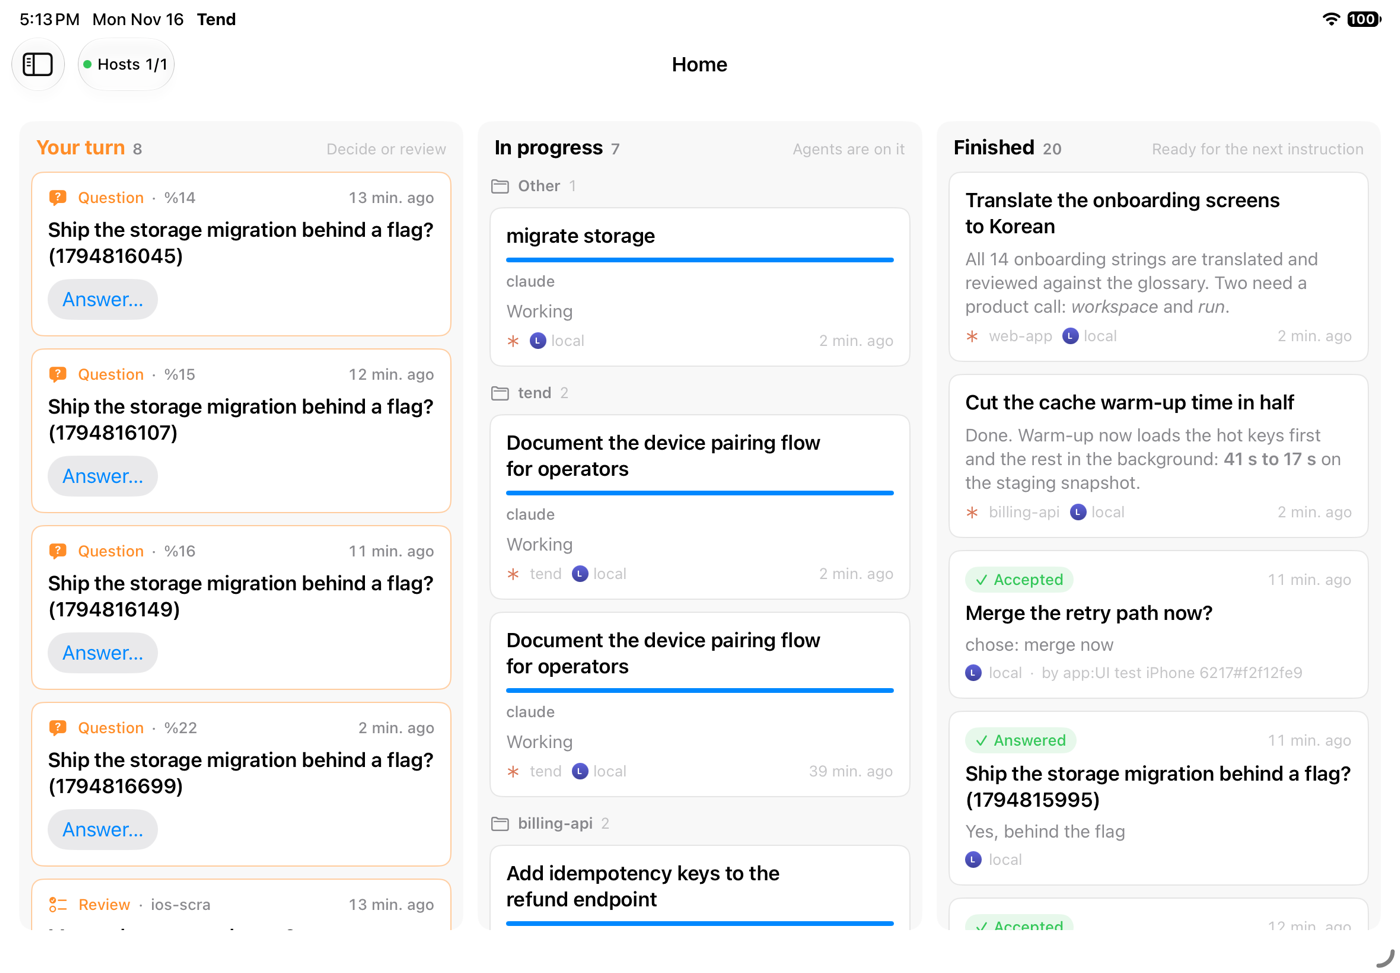 5:13 PM Mon Nov 16 Tend
100
Hosts 1/1
Home
Your turn 8
Decide or review
Question · %14
13 min. ago
Ship the storage migration behind a flag?
(1794816045)
Answer...
Question · %15
12 min. ago
Ship the storage migration behind a flag?
(1794816107)
Answer...
Question · %16
11 min. ago
Ship the storage migration behind a flag?
(1794816149)
Answer...
Question · %22
2 min. ago
Ship the storage migration behind a flag?
(1794816699)
Answer...
Review · ios-scra
13 min. ago
In progress 7
Agents are on it
Other 1
migrate storage
claude
Working
L local
2 min. ago
tend 2
Document the device pairing flow
for operators
claude
Working
tend L local
2 min. ago
Document the device pairing flow
for operators
claude
Working
tend L local
39 min. ago
billing-api 2
Add idempotency keys to the
refund endpoint
Finished 20
Ready for the next instruction
Translate the onboarding screens
to Korean
All 14 onboarding strings are translated and
reviewed against the glossary. Two need a
product call: workspace and run.
web-app L local
2 min. ago
Cut the cache warm-up time in half
Done. Warm-up now loads the hot keys first
and the rest in the background: 41 s to 17 s on
the staging snapshot.
billing-api L local
2 min. ago
Accepted
11 min. ago
Merge the retry path now?
chose: merge now
L local · by app:UI test iPhone 6217#f2f12fe9
Answered
11 min. ago
Ship the storage migration behind a flag?
(1794815995)
Yes, behind the flag
L local
Accepted
12 min. ago